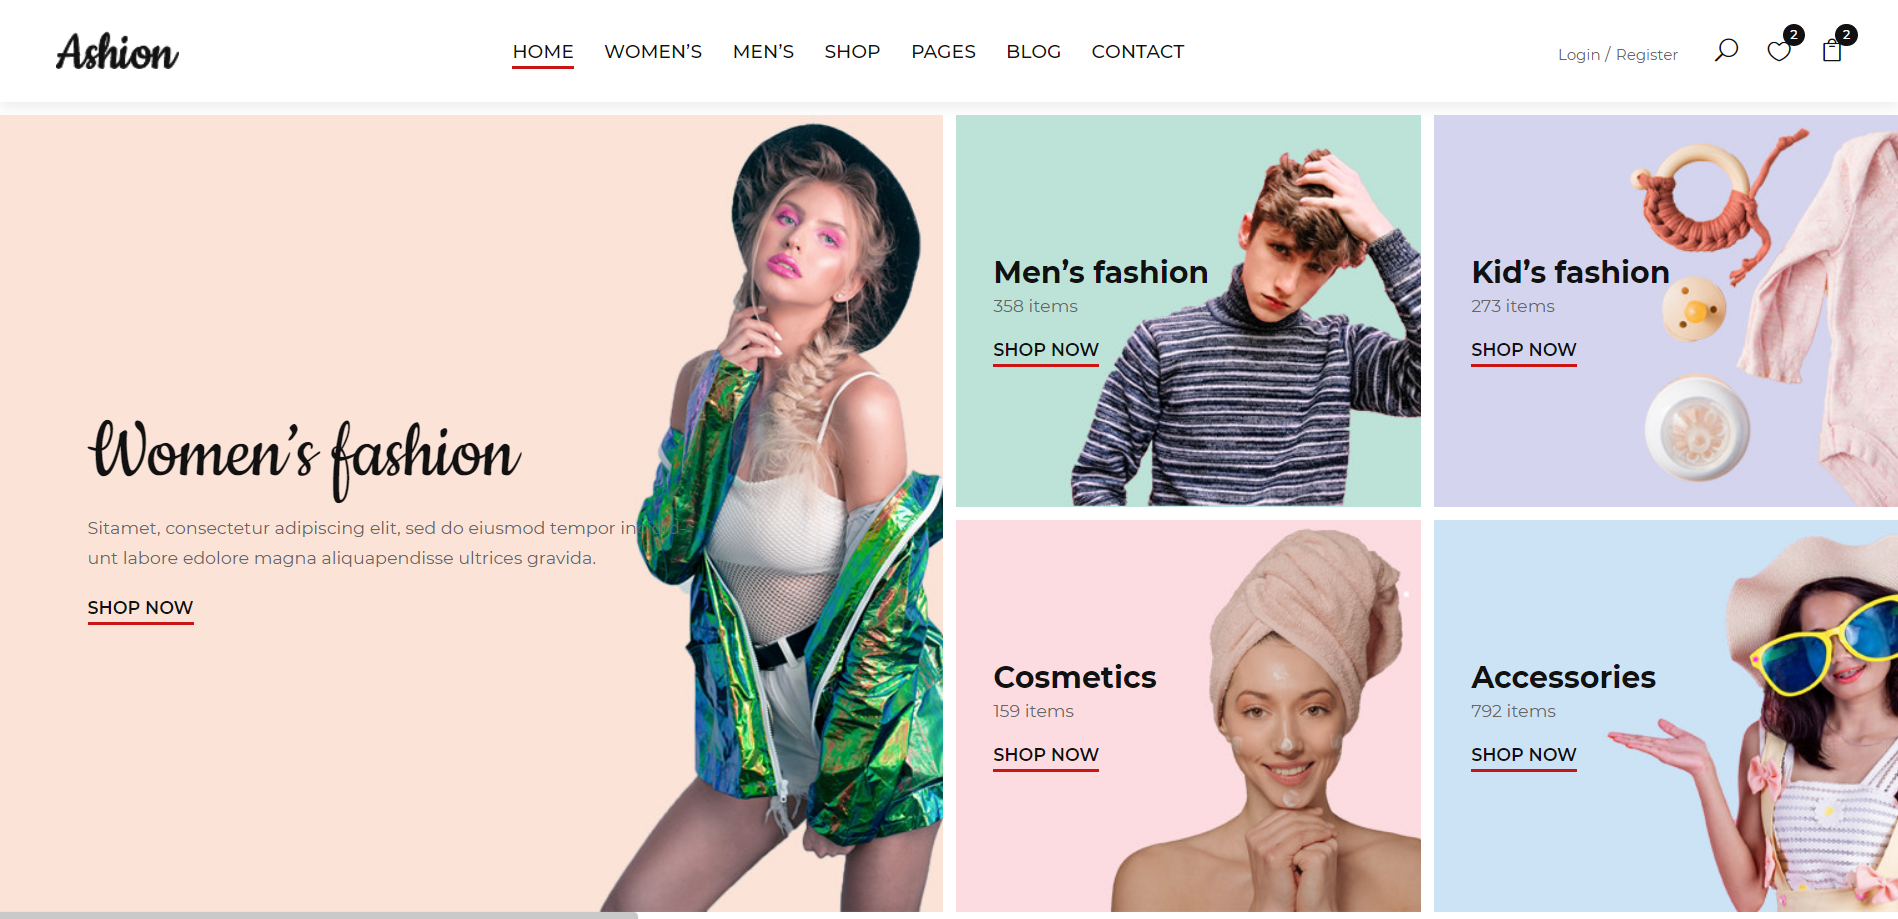 Ashion
HOME WOMEN’S MEN’S SHOP PAGES BLOG CONTACT
Login / Register
2
2
Women’s fashion
Sitamet, consectetur adipiscing elit, sed do eiusmod tempor incidid-
unt labore edolore magna aliquapendisse ultrices gravida.
SHOP NOW
Men’s fashion
358 items
SHOP NOW
Kid’s fashion
273 items
SHOP NOW
Cosmetics
159 items
SHOP NOW
Accessories
792 items
SHOP NOW